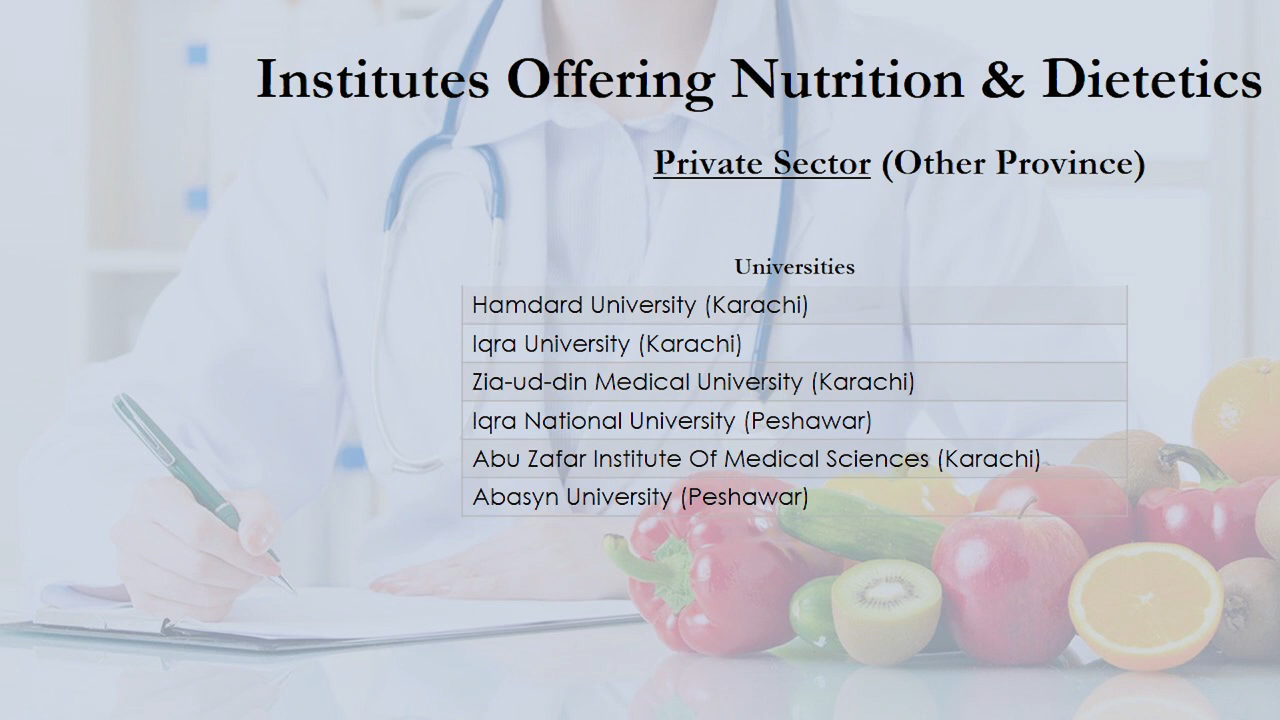 Institutes Offering Nutrition & Dietetics
Private Sector (Other Province)
Universities
Hamdard University (Karachi)
Iqra University (Karachi)
Zia-ud-din Medical University (Karachi)
Iqra National University (Peshawar)
Abu Zafar Institute Of Medical Sciences (Karachi)
Abasyn University (Peshawar)